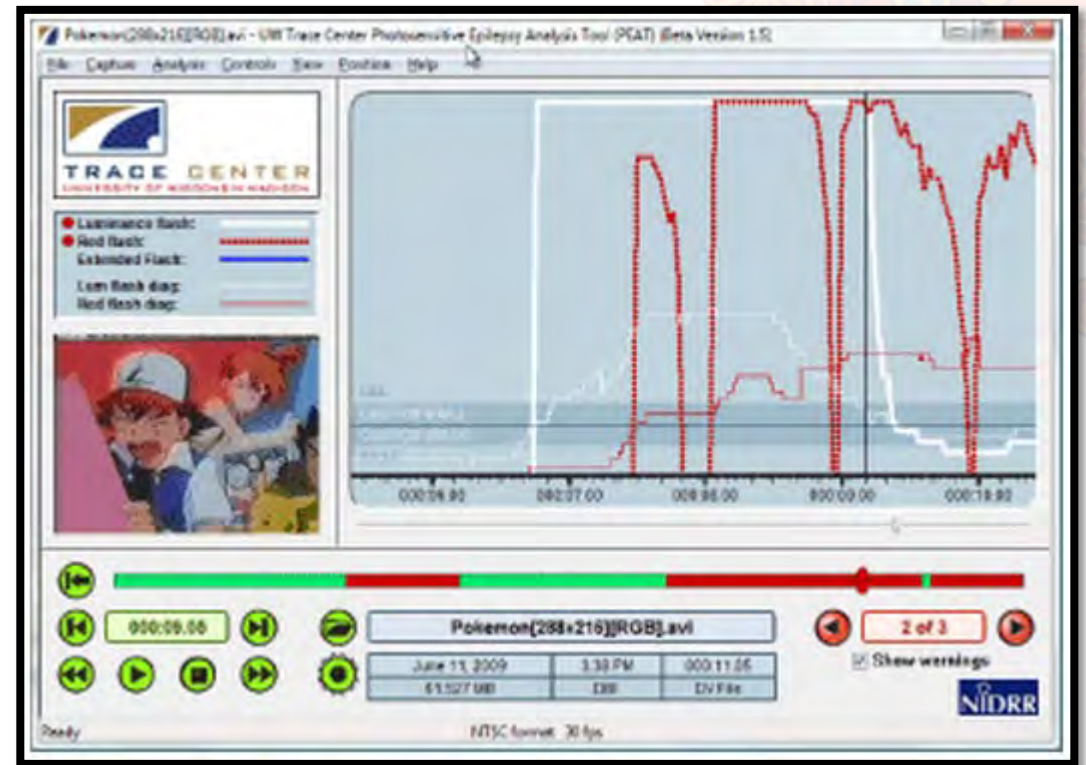 Pokemon[288x216][RGB].avi - UW Trace Center Photosensitive Epilepsy Analysis Tool (PEAT) (Beta Version 1.5)
File Capture Analysis Controls View Position Help
TRACE CENTER
UNIVERSITY OF WISCONSIN-MADISON
Luminance flash:
Red flash:
Extended Flash:
Lum flash diag:
Red flash diag:
000:06.00 000:07.00 000:08.00 000:09.00 000:10.00
000:09.08
Pokemon[288x216][RGB].avi
2 of 3
June 11, 2009 3:38 PM 000:11.05
61.527 MB DIB DV File
Show warnings
NIDRR
Ready NTSC format 30 fps